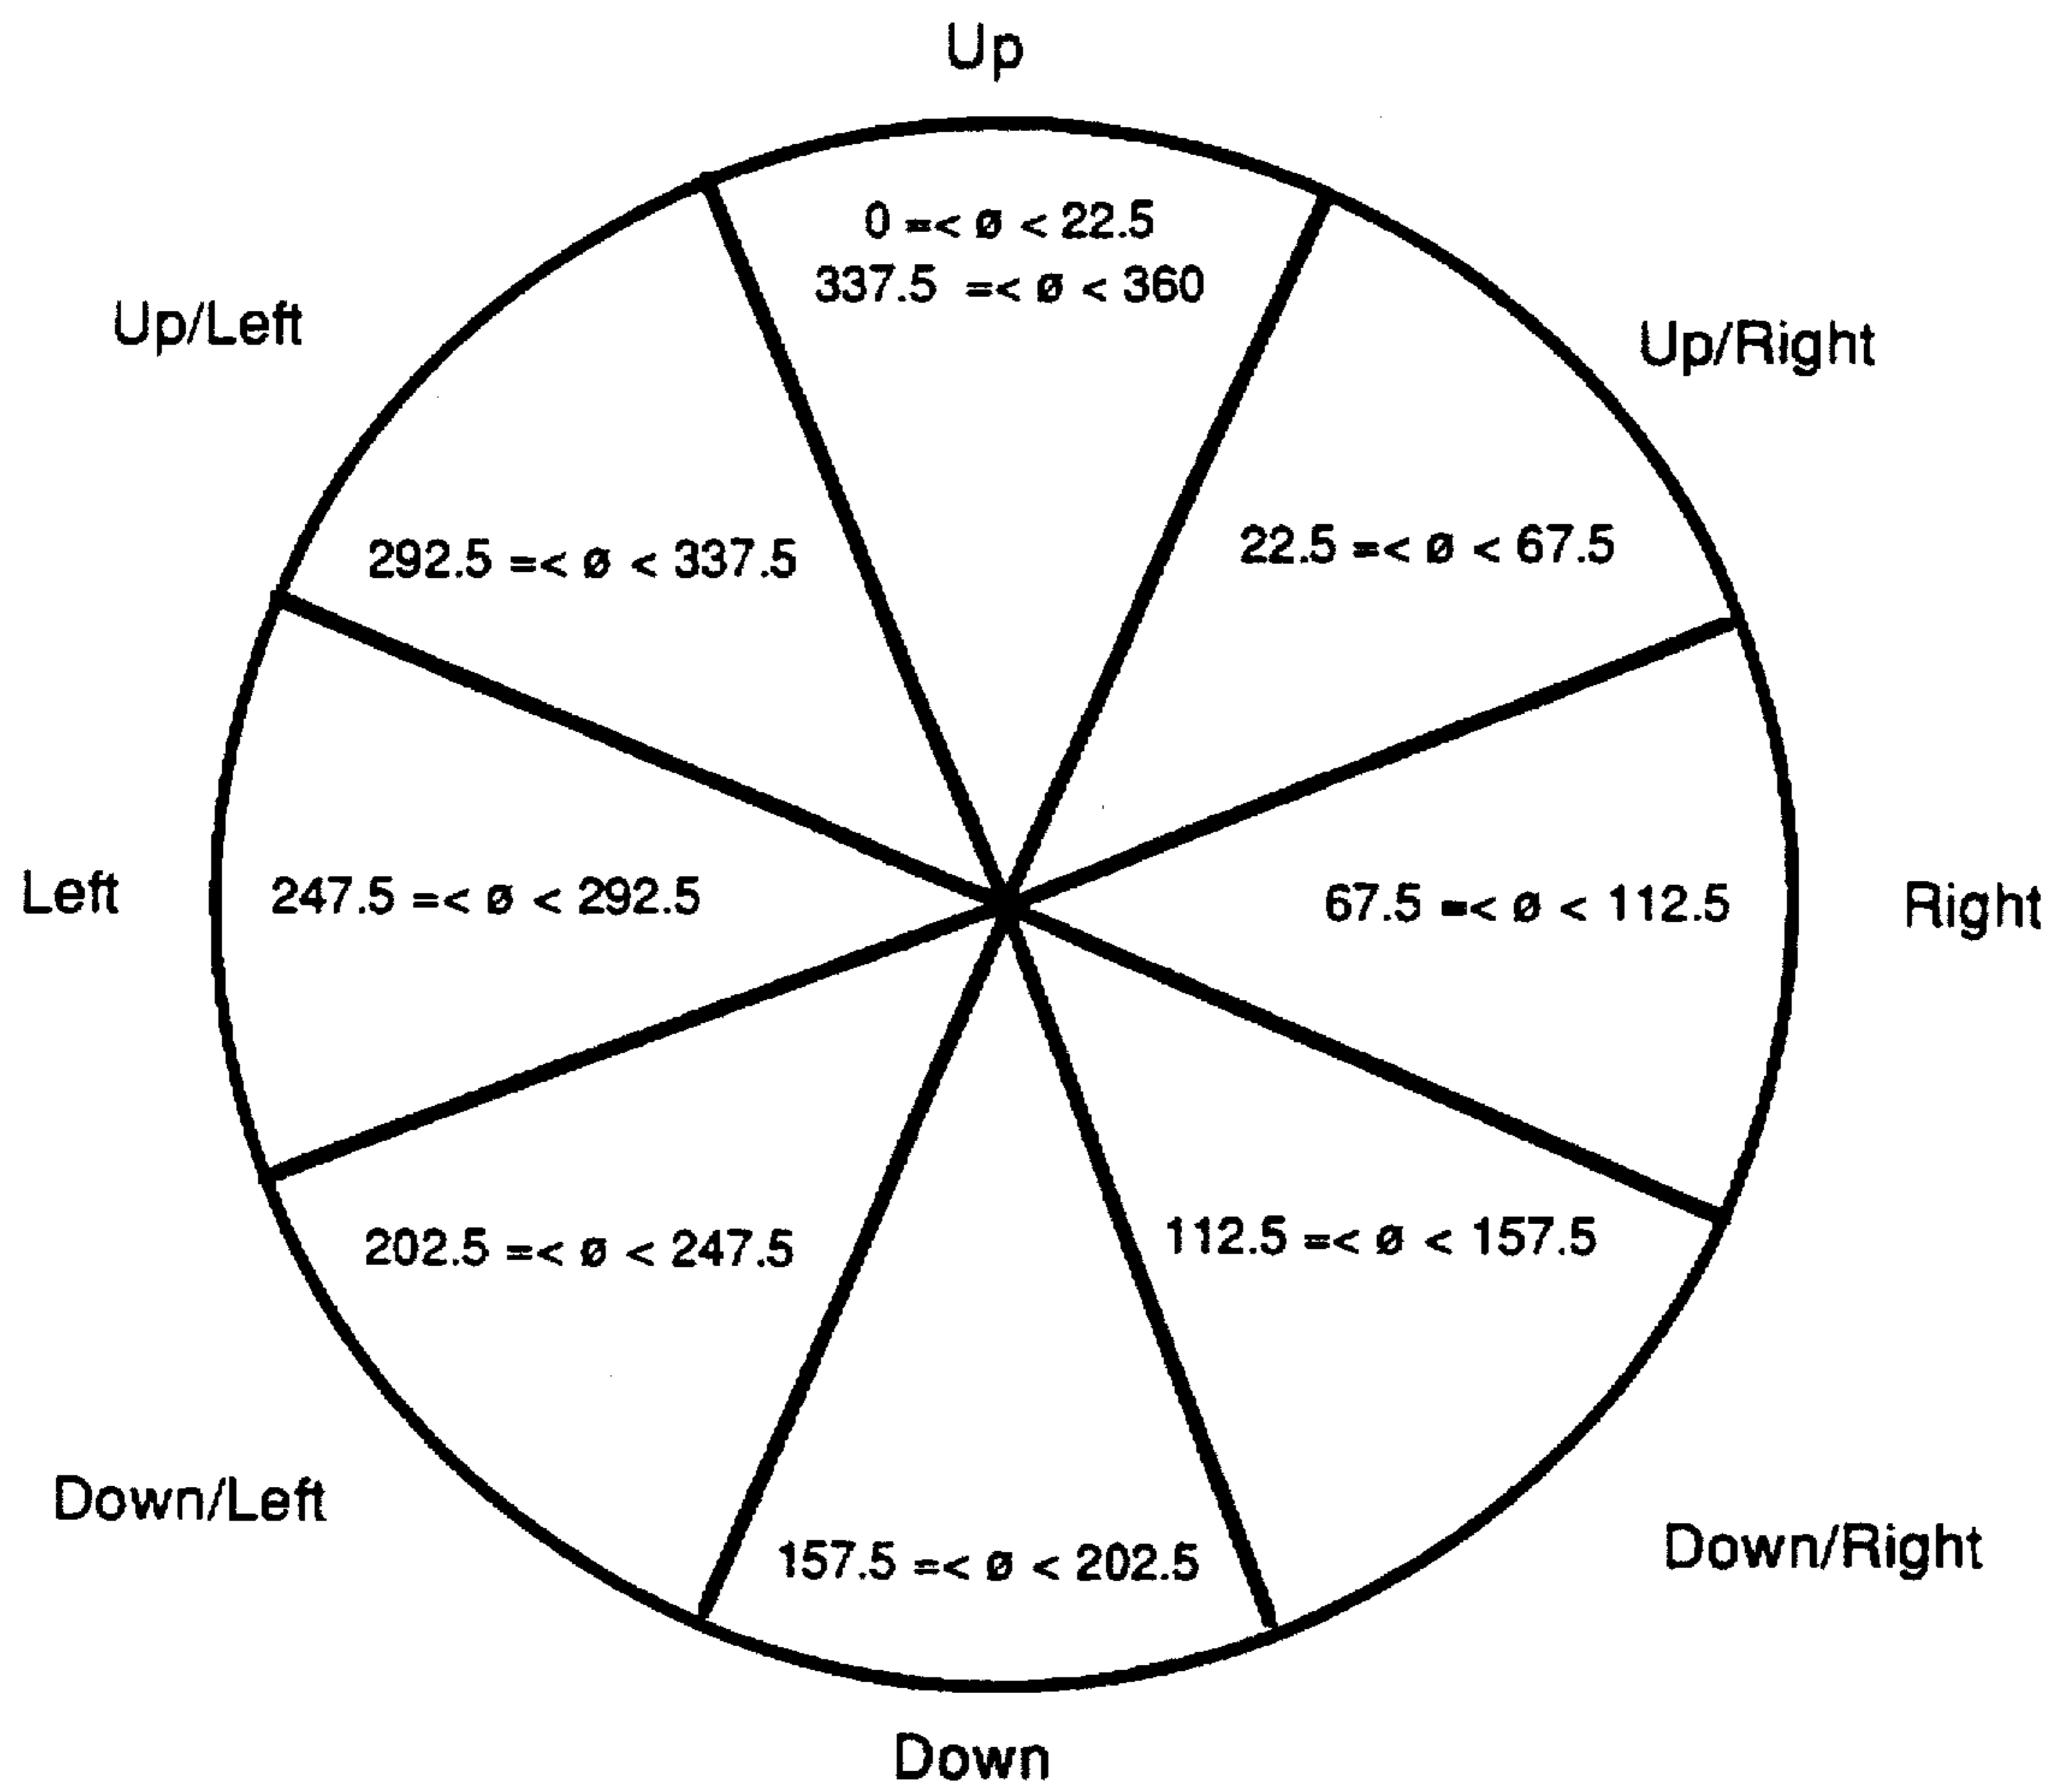 Up
0 =< ø < 22.5
337.5 =< ø < 360
Up/Left
Up/Right
292.5 =< ø < 337.5
22.5 =< ø < 67.5
Left
247.5 =< ø < 292.5
67.5 =< ø < 112.5
Right
202.5 =< ø < 247.5
112.5 =< ø < 157.5
Down/Left
Down/Right
157.5 =< ø < 202.5
Down